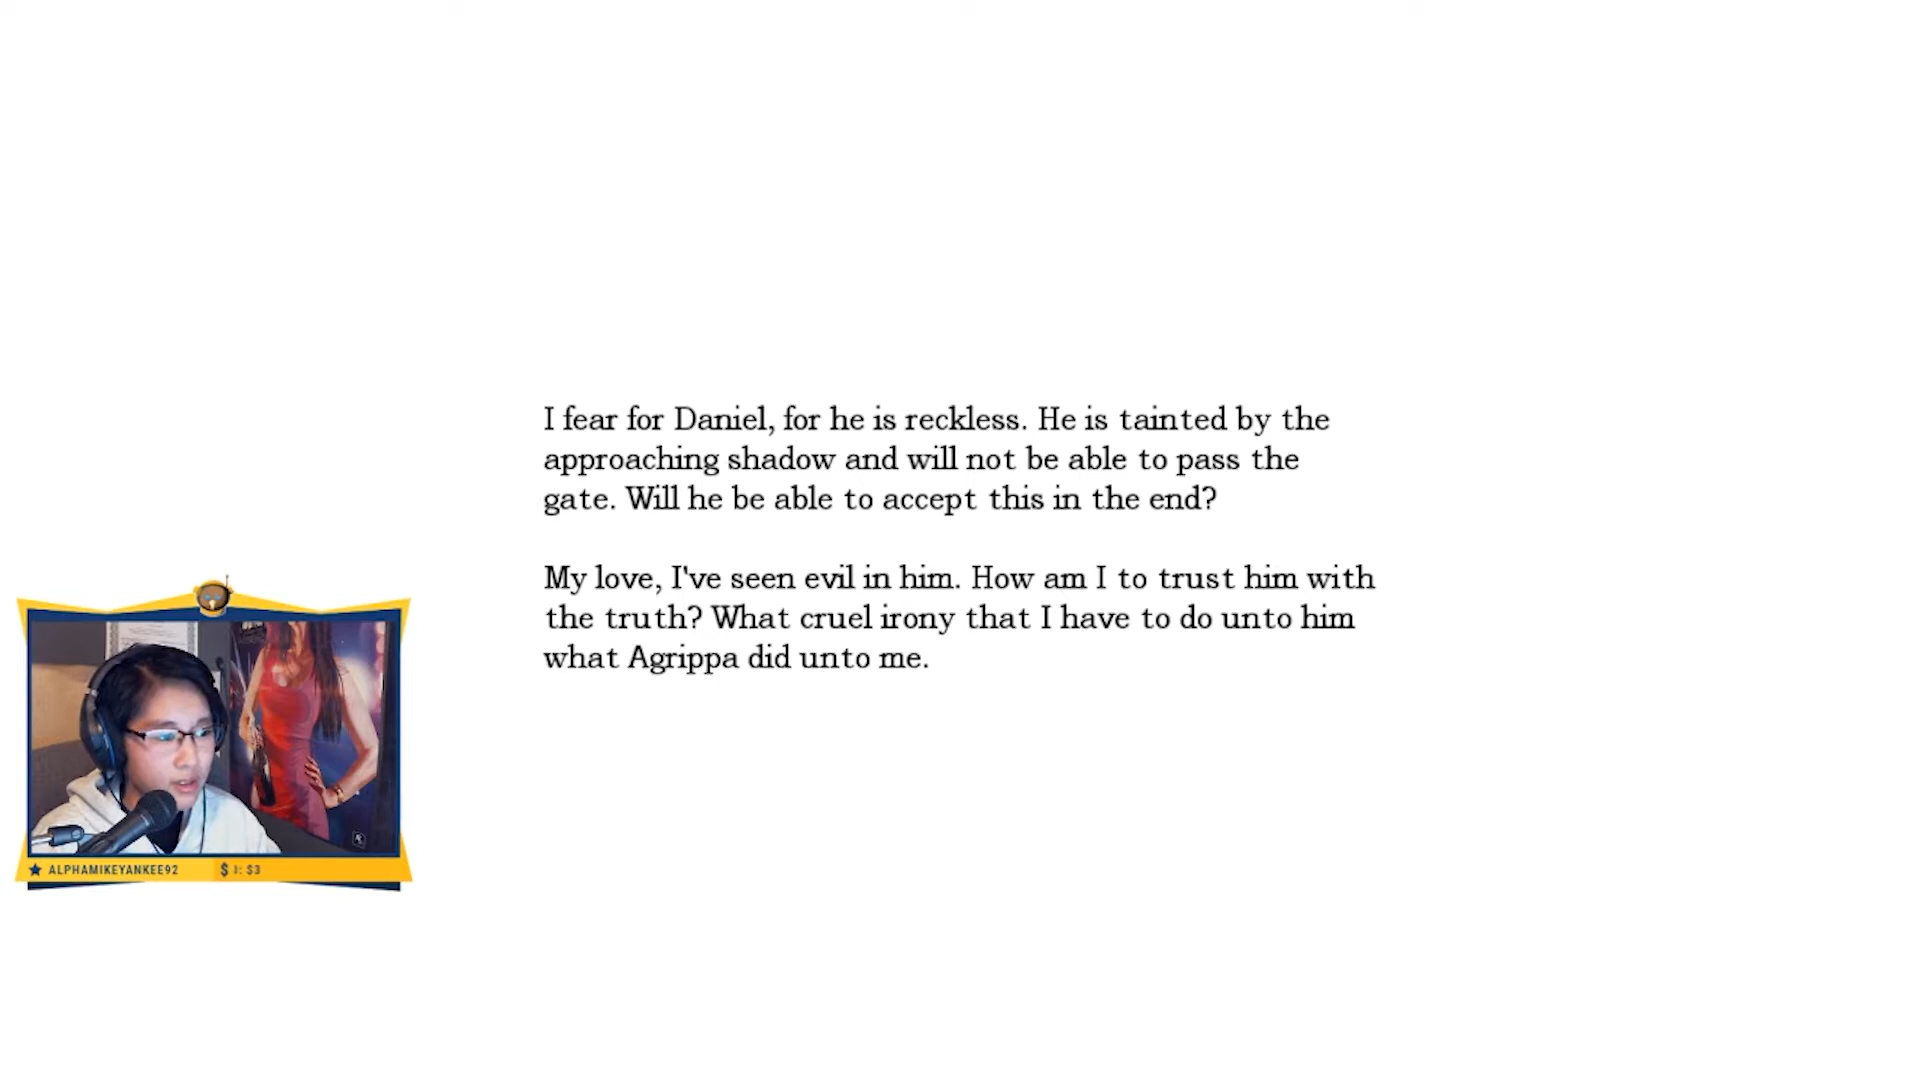 I fear for Daniel, for he is reckless. He is tainted by the
approaching shadow and will not be able to pass the
gate. Will he be able to accept this in the end?
My love, I've seen evil in him. How am I to trust him with
the truth? What cruel irony that I have to do unto him
what Agrippa did unto me.
ALPHAMIKEYANKEE92
: $3